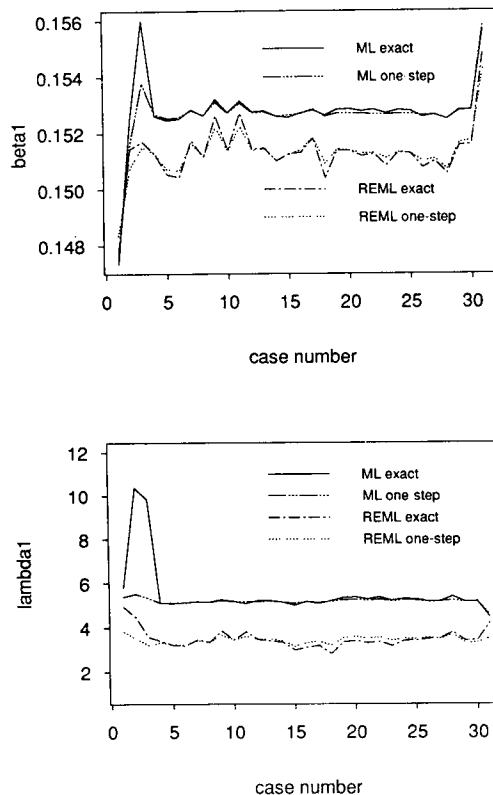 0.156
0.154
0.152
0.150
0.148
beta1
ML exact
ML one-step
REML exact
REML one-step
0
5
10
15
20
25
30
case number
12
10
8
6
4
2
lambda1
ML exact
ML one step
REML exact
REML one-step
0
5
10
15
20
25
30
case number